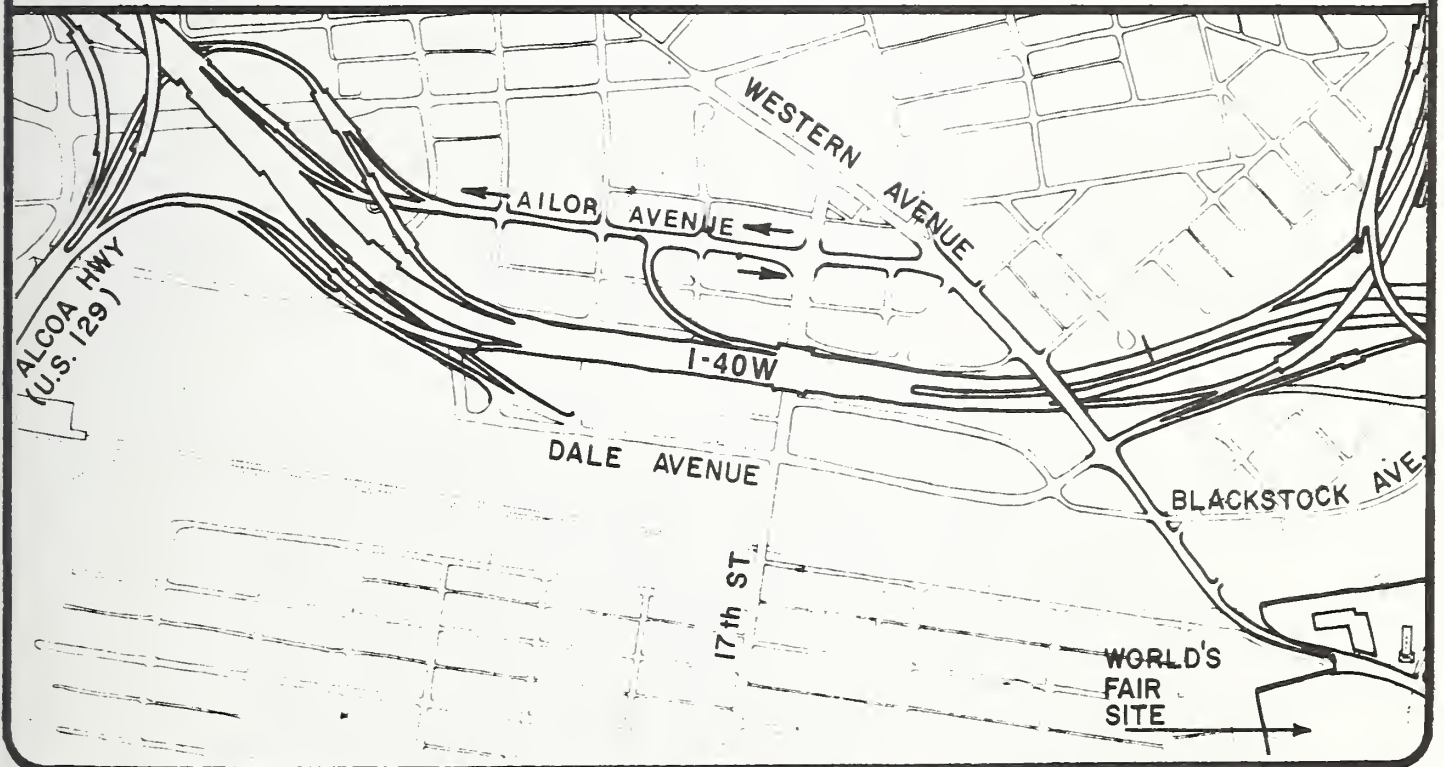 WESTERN AVENUE
AILOR AVENUE
ALCOA HWY
(U.S. 129)
I-40W
DALE AVENUE
BLACKSTOCK AVE.
17th ST
WORLD'S
FAIR
SITE